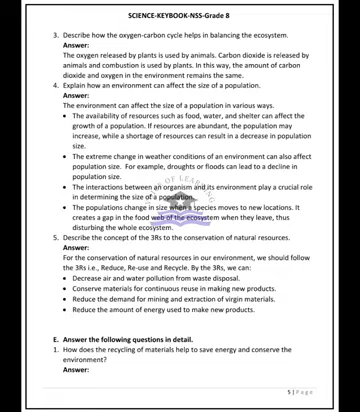 SCIENCE-KEYBOOK-NSS-Grade 8
3. Describe how the oxygen-carbon cycle helps in balancing the ecosystem.
Answer:
The oxygen released by plants is used by animals. Carbon dioxide is released by
animals and combustion is used by plants. In this way, the amount of carbon
dioxide and oxygen in the environment remains the same.
4. Explain how an environment can affect the size of a population.
Answer:
The environment can affect the size of a population in various ways.
• The availability of resources such as food, water, and shelter can affect the
growth of a population. If resources are abundant, the population may
increase, while a shortage of resources can result in a decrease in population
size.
• The extreme change in weather conditions of an environment can also affect
population size. For example, droughts or floods can lead to a decline in
population size.
• The interactions between an organism and its environment play a crucial role
in determining the size of a population.
• The populations change in size when a species moves to new locations. It
creates a gap in the food web of the ecosystem when they leave, thus
disturbing the whole ecosystem.
5. Describe the concept of the 3Rs to the conservation of natural resources.
Answer:
For the conservation of natural resources in our environment, we should follow
the 3Rs i.e., Reduce, Re-use and Recycle. By the 3Rs, we can:
• Decrease air and water pollution from waste disposal.
• Conserve materials for continuous reuse in making new products.
• Reduce the demand for mining and extraction of virgin materials.
• Reduce the amount of energy used to make new products.
E. Answer the following questions in detail.
1. How does the recycling of materials help to save energy and conserve the
environment?
Answer:
5 | Page